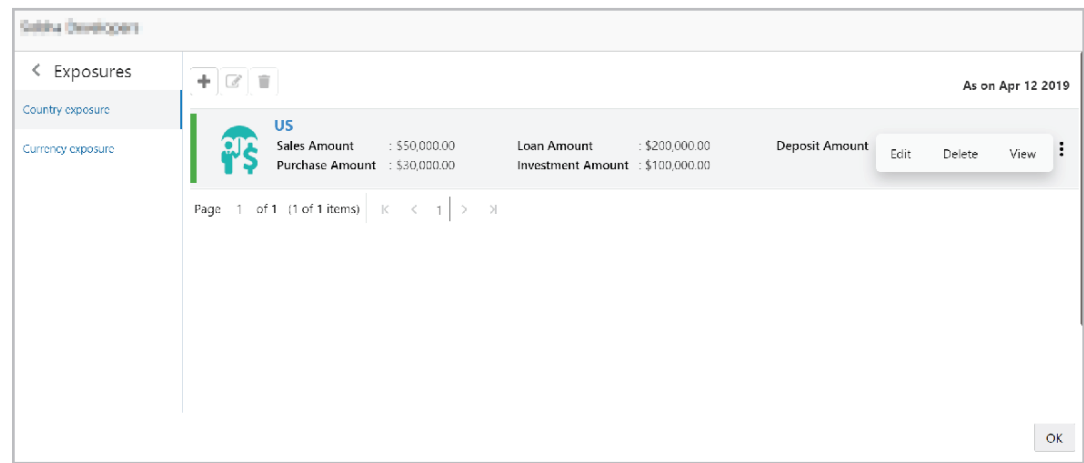 Exposures
As on Apr 12 2019
Country exposure
Currency exposure
US
Sales Amount : $50,000.00 Loan Amount : $200,000.00 Deposit Amount
Purchase Amount : $30,000.00 Investment Amount : $100,000.00
Edit Delete View
Page 1 of 1 (1 of 1 items) K < 1 > X
OK